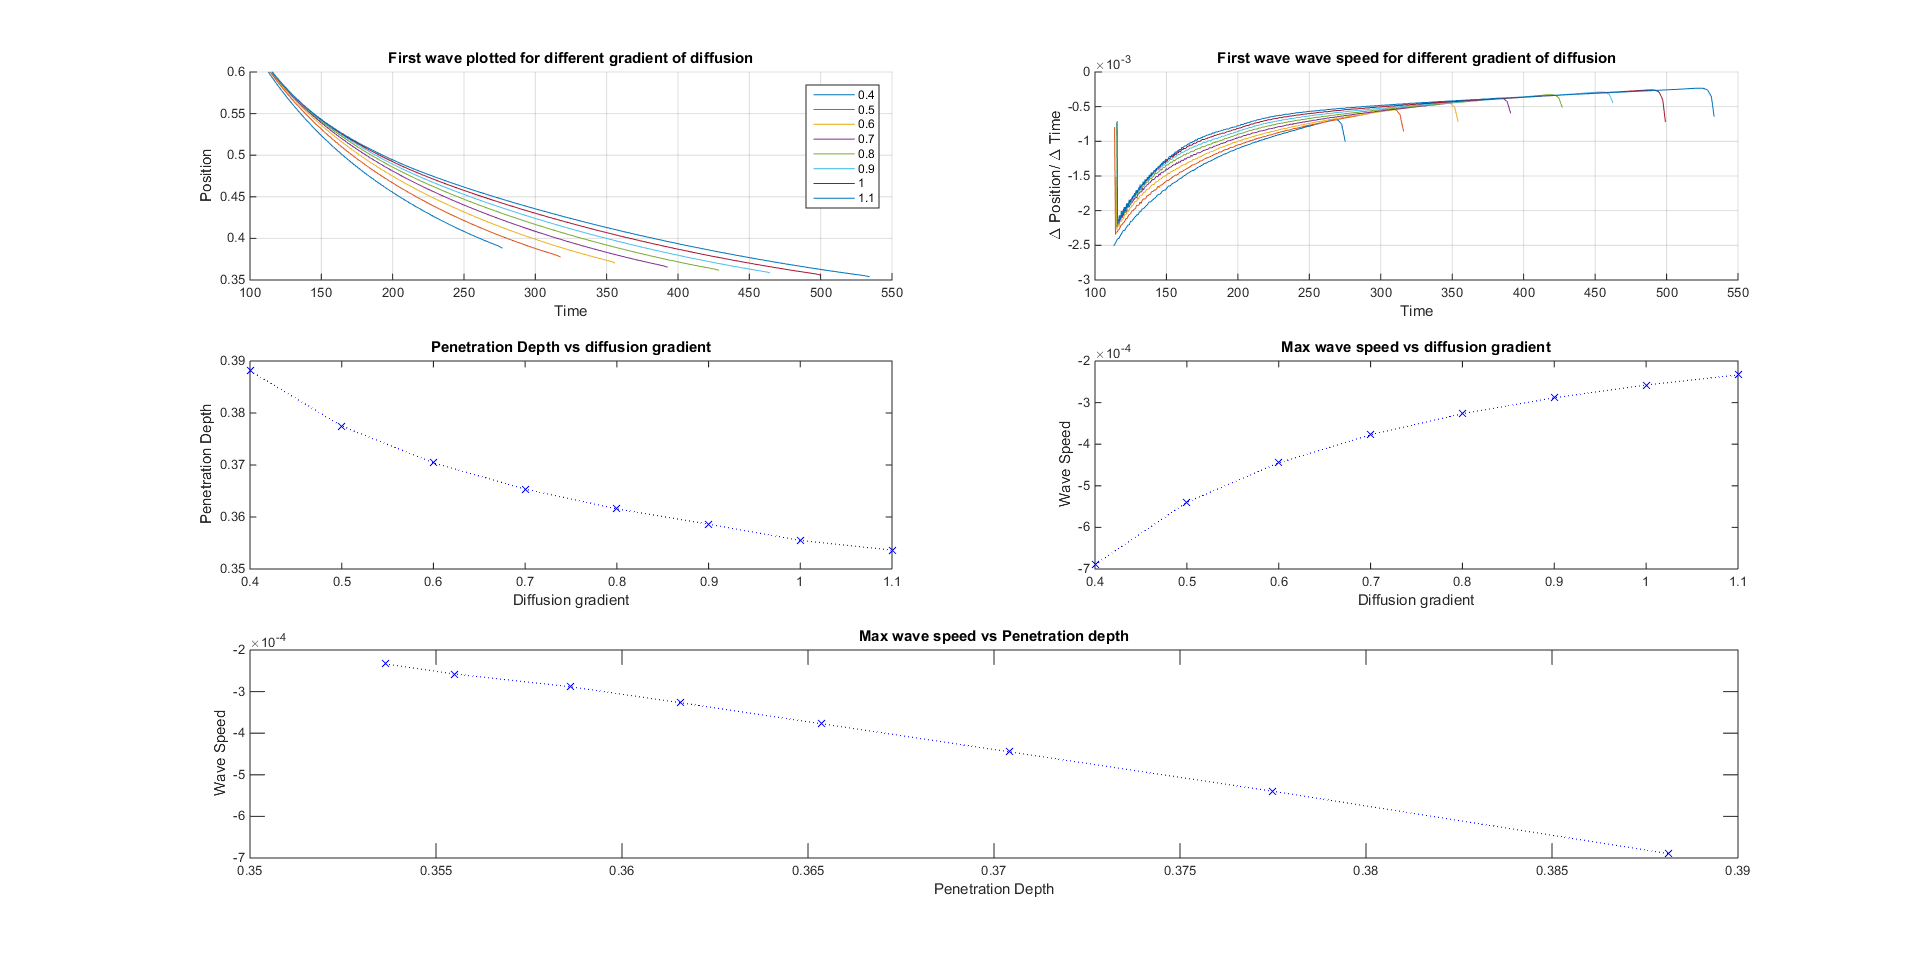 First wave plotted for different gradient of diffusion
0.6
0.55
0.5
0.45
0.4
0.35
Position
100 150 200 250 300 350 400 450 500 550
Time
0.4
0.5
0.6
0.7
0.8
0.9
1
1.1
First wave wave speed for different gradient of diffusion
×10-3
0
-0.5
-1
-1.5
-2
-2.5
-3
Δ Position/ Δ Time
100 150 200 250 300 350 400 450 500 550
Time
Penetration Depth vs diffusion gradient
0.39
0.38
0.37
0.36
0.35
Penetration Depth
0.4 0.5 0.6 0.7 0.8 0.9 1 1.1
Diffusion gradient
Max wave speed vs diffusion gradient
×10-4
-2
-3
-4
-5
-6
-7
Wave Speed
0.4 0.5 0.6 0.7 0.8 0.9 1 1.1
Diffusion gradient
Max wave speed vs Penetration depth
×10-4
-2
-3
-4
-5
-6
-7
Wave Speed
0.35 0.355 0.36 0.365 0.37 0.375 0.38 0.385 0.39
Penetration Depth